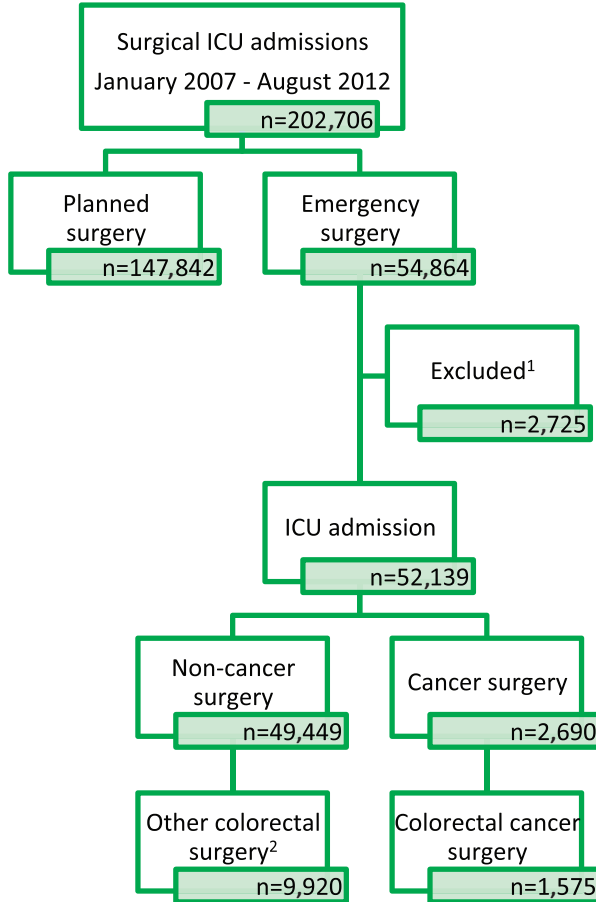 Surgical ICU admissions
January 2007 - August 2012
n=202,706
Planned
surgery
n=147,842
Emergency
surgery
n=54,864
Excluded¹
n=2,725
ICU admission
n=52,139
Non-cancer
surgery
n=49,449
Cancer surgery
n=2,690
Other colorectal
surgery²
n=9,920
Colorectal cancer
surgery
n=1,575